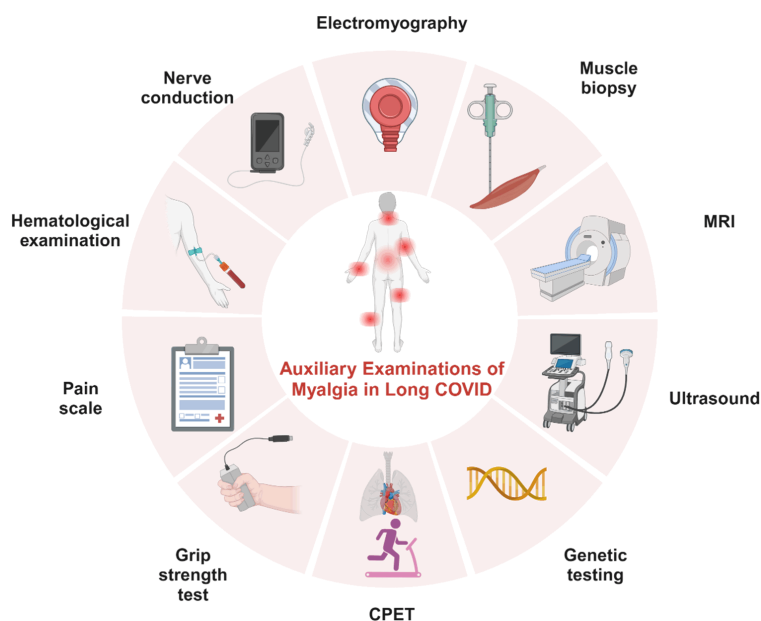 Electromyography
Muscle
biopsy
MRI
Ultrasound
Genetic
testing
CPET
Grip
strength
test
Pain
scale
Hematological
examination
Nerve
conduction
Auxiliary Examinations of
Myalgia in Long COVID